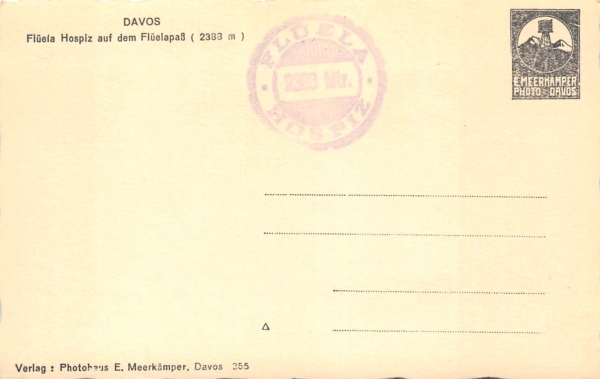 DAVOS
Flüela Hospiz auf dem Flüelapaß ( 2388 m )
FLÜELA
2388 Mtr.
HOSPIZ
E. MEERKÄMPER
PHOTO DAVOS
Verlag : Photohaus E. Meerkämper, Davos 355